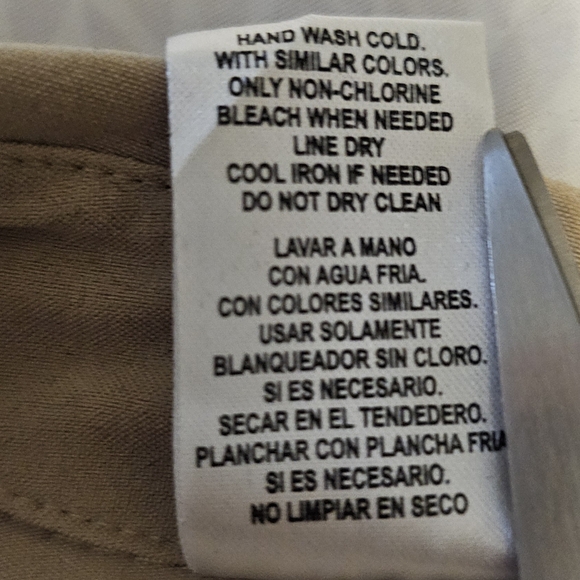 HAND WASH COLD.
WITH SIMILAR COLORS.
ONLY NON-CHLORINE
BLEACH WHEN NEEDED
LINE DRY
COOL IRON IF NEEDED
DO NOT DRY CLEAN
LAVAR A MANO
CON AGUA FRIA.
CON COLORES SIMILARES.
USAR SOLAMENTE
BLANQUEADOR SIN CLORO.
SI ES NECESARIO.
SECAR EN EL TENDEDERO.
PLANCHAR CON PLANCHA FRIA
SI ES NECESARIO.
NO LIMPIAR EN SECO